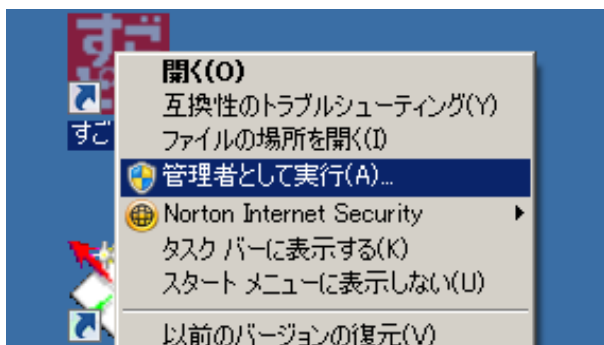 すご
すご
開く(O)
互換性のトラブルシューティング(Y)
ファイルの場所を開く(I)
管理者として実行(A)...
Norton Internet Security
タスク バーに表示する(K)
スタート メニューに表示しない(U)
以前のバージョンの復元(V)